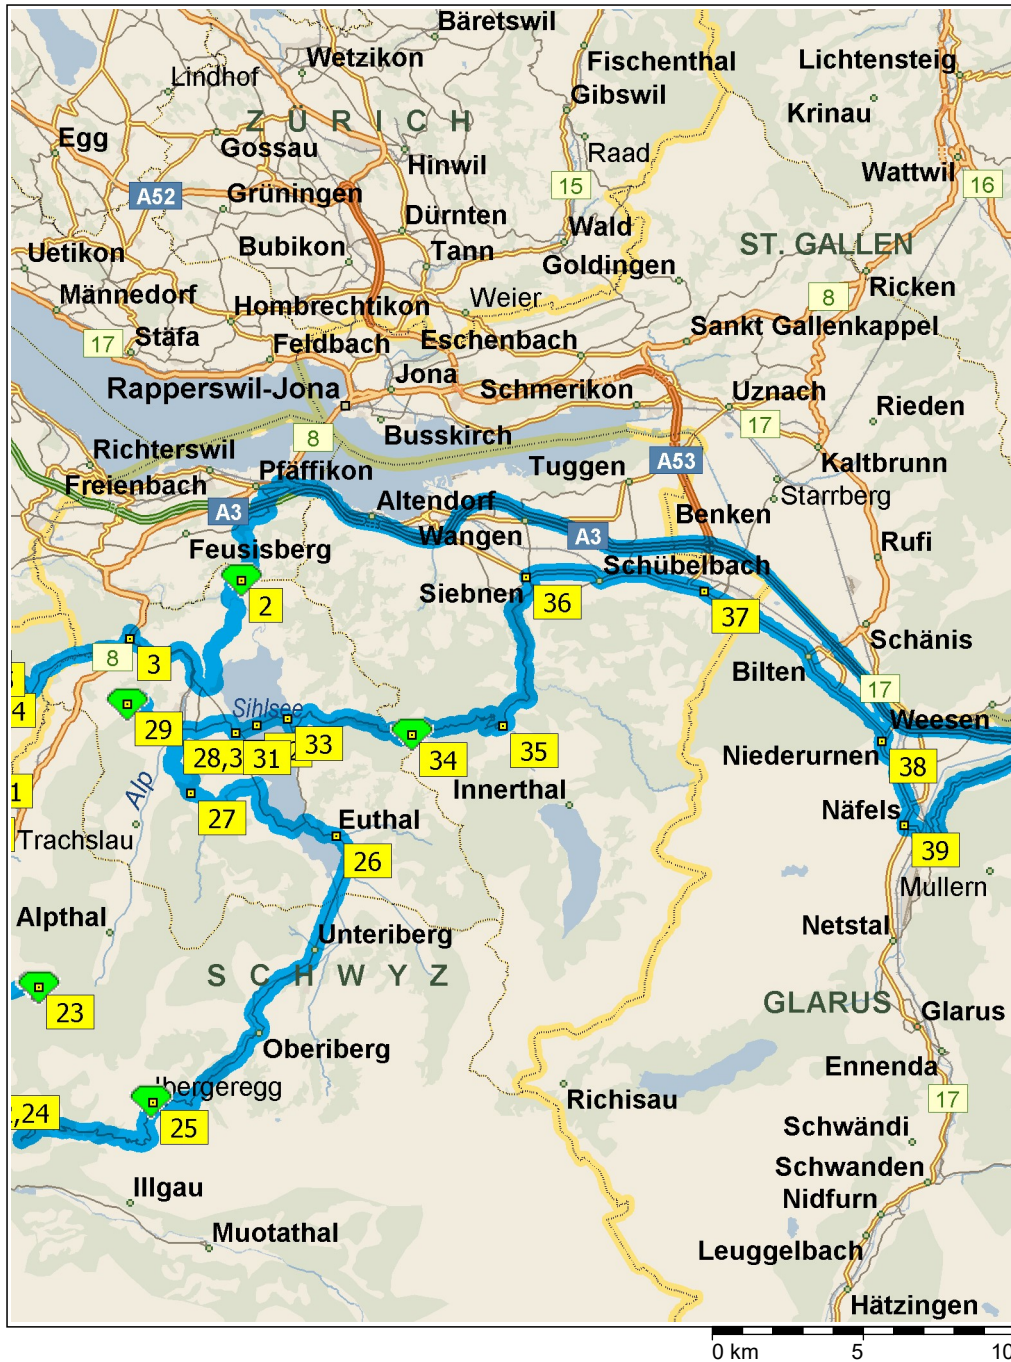 Bäretswil
Wetzikon
Fischenthal
Lichtensteig
Lindhof
Gibswil
Krinau
ZÜRICH
Egg
Gossau
Hinwil
Raad
Wattwil
A52
Grüningen
15
16
Dürnten
Wald
Uetikon
Bubikon
Tann
Goldingen
ST. GALLEN
Männedorf
Hombrechtikon
Weier
8
Ricken
17
Stäfa
Feldbach
Eschenbach
Sankt Gallenkappel
Rapperswil-Jona
Jona
Schmerikon
Uznach
Rieden
8
Busskirch
17
Richterswil
Pfäffikon
Tuggen
A53
Kaltbrunn
Freienbach
Altendorf
Starrberg
A3
Wangen
A3
Benken
Feusisberg
Rufi
Siebnen
Schübelbach
2
36
37
Schänis
8
3
Bilten
17
4
29
Sihlsee
Weesen
28,3
31
33
34
35
Niederurnen
38
1
Alp
27
Innerthal
Näfels
Trachslau
Euthal
26
39
Mullern
Alpthal
Unteriberg
Netstal
SCHWYZ
23
GLARUS
Glarus
Oberiberg
Ennenda
Ibergeregg
Richisau
17
,24
25
Schwändi
Illgau
Schwanden
Nidfurn
Muotathal
Leuggelbach
Hätzingen
0 km
5
10